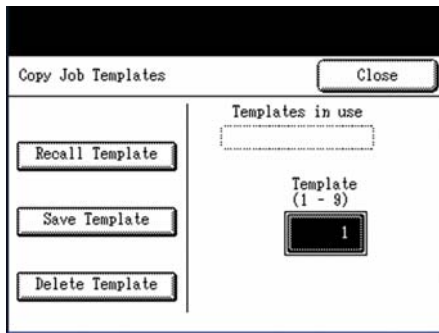 Copy Job Templates
Close
Templates in use
Recall Template
Template
(1 - 9)
1
Save Template
Delete Template